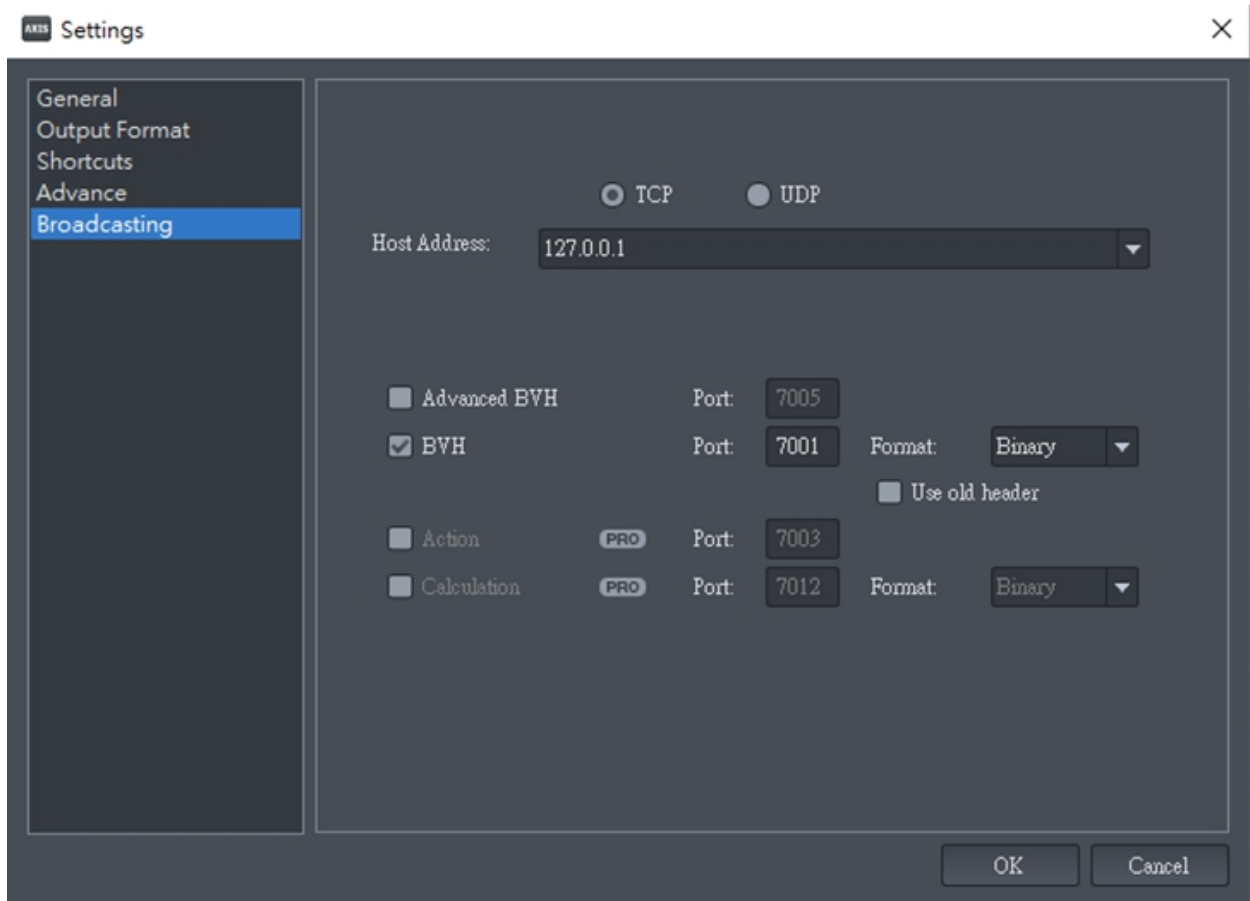 AXIS Settings
General
Output Format
Shortcuts
Advance
Broadcasting
TCP UDP
Host Address: 127.0.0.1
Advanced BVH Port: 7005
BVH Port: 7001 Format: Binary
Use old header
Action PRO Port: 7003
Calculation PRO Port: 7012 Format: Binary
OK Cancel